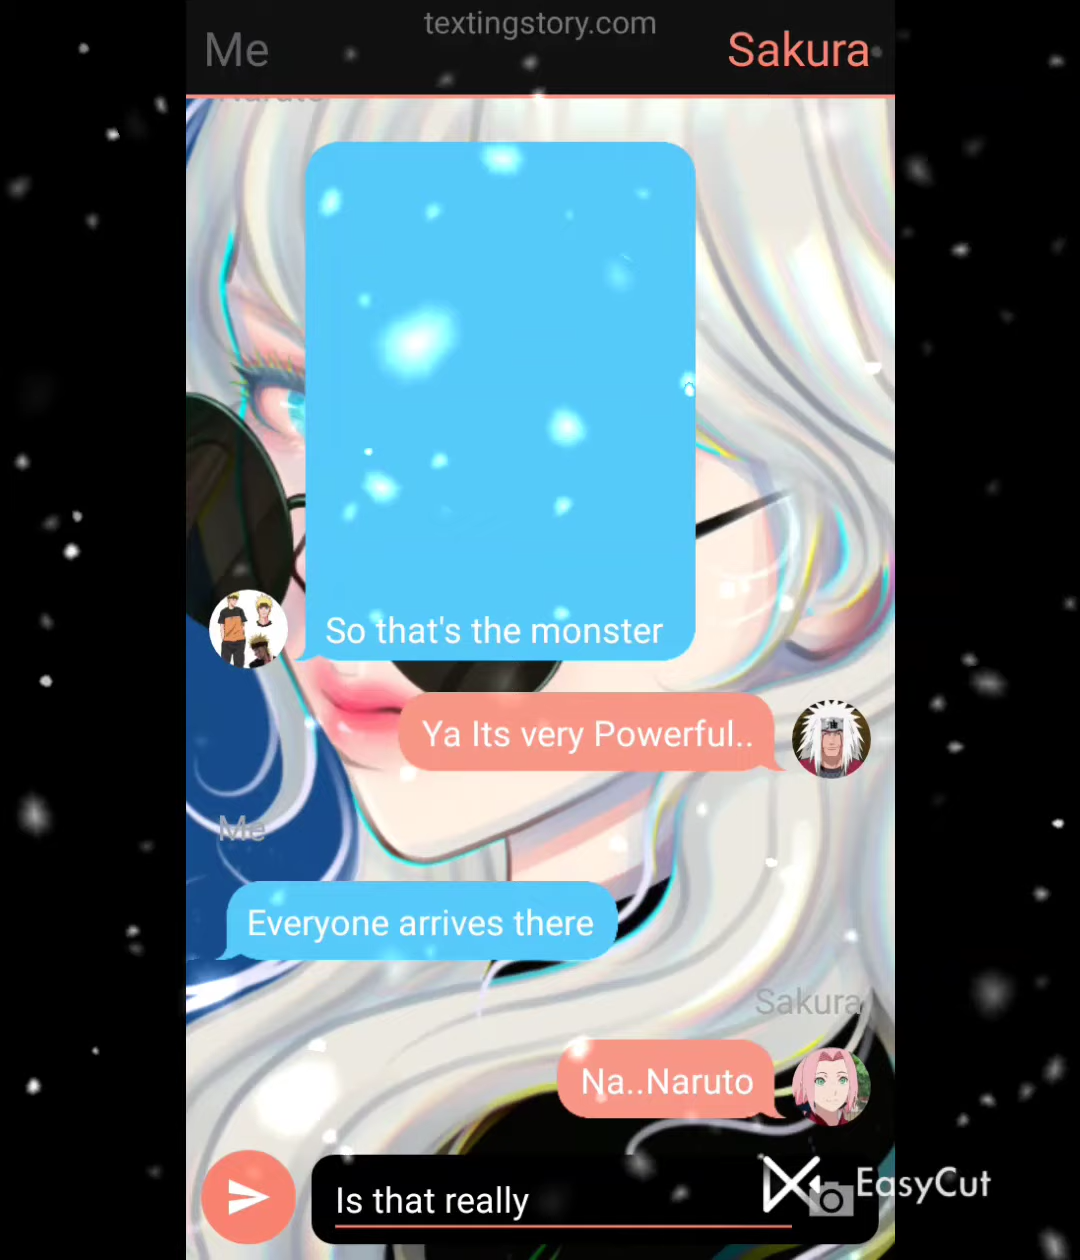 textingstory.com
Me
Sakura
Naruto
So that's the monster
Ya Its very Powerful..
Me
Everyone arrives there
Sakura
Na..Naruto
Is that really
EasyCut